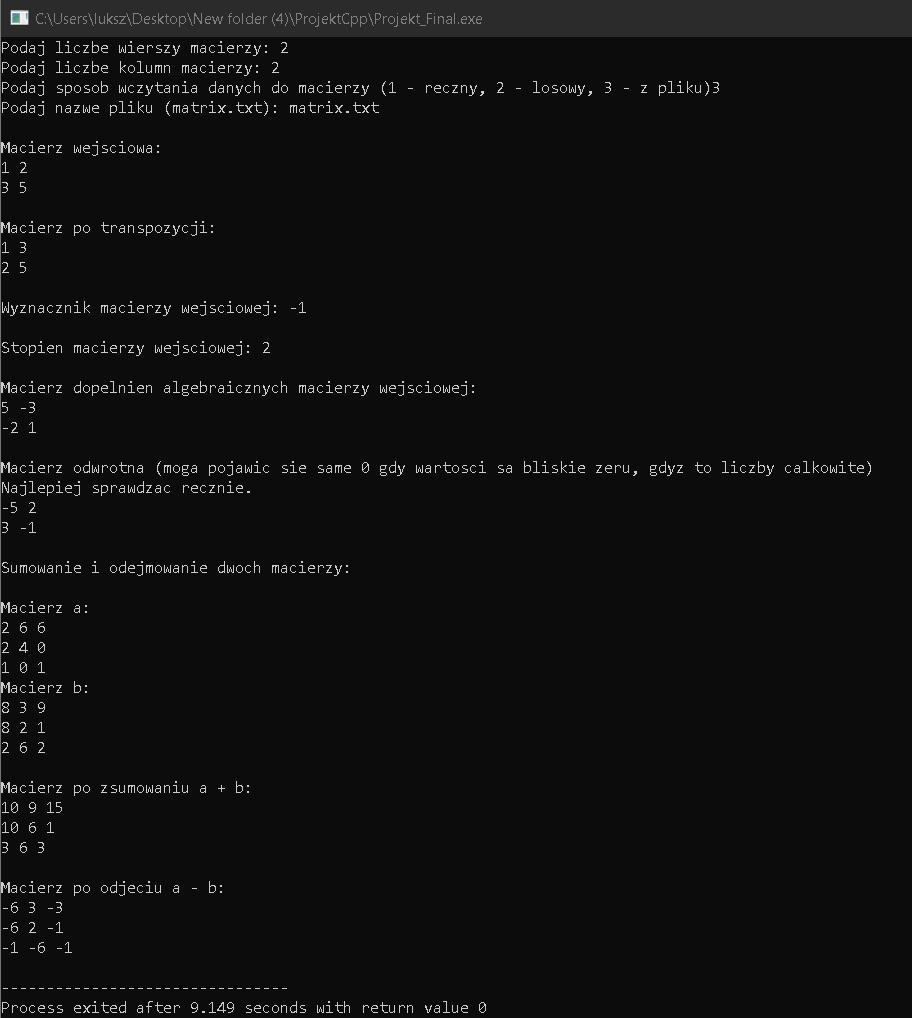 C:\Users\luksz\Desktop\New folder (4)\ProjektCpp\Projekt_Final.exe
Podaj liczbe wierszy macierzy: 2
Podaj liczbe kolumn macierzy: 2
Podaj sposob wczytania danych do macierzy (1 - reczny, 2 - losowy, 3 - z pliku)3
Podaj nazwe pliku (matrix.txt): matrix.txt
Macierz wejsciowa:
1 2
3 5
Macierz po transpozycji:
1 3
2 5
Wyznacznik macierzy wejsciowej: -1
Stopien macierzy wejsciowej: 2
Macierz dopelnien algebraicznych macierzy wejsciowej:
5 -3
-2 1
Macierz odwrotna (moga pojawic sie same 0 gdy wartosci sa bliskie zeru, gdyz to liczby calkowite)
Najlepiej sprawdzac recznie.
-5 2
3 -1
Sumowanie i odejmowanie dwoch macierzy:
Macierz a:
2 6 6
2 4 0
1 0 1
Macierz b:
8 3 9
8 2 1
2 6 2
Macierz po zsumowaniu a + b:
10 9 15
10 6 1
3 6 3
Macierz po odjeciu a - b:
-6 3 -3
-6 2 -1
-1 -6 -1
--------------------------------
Process exited after 9.149 seconds with return value 0